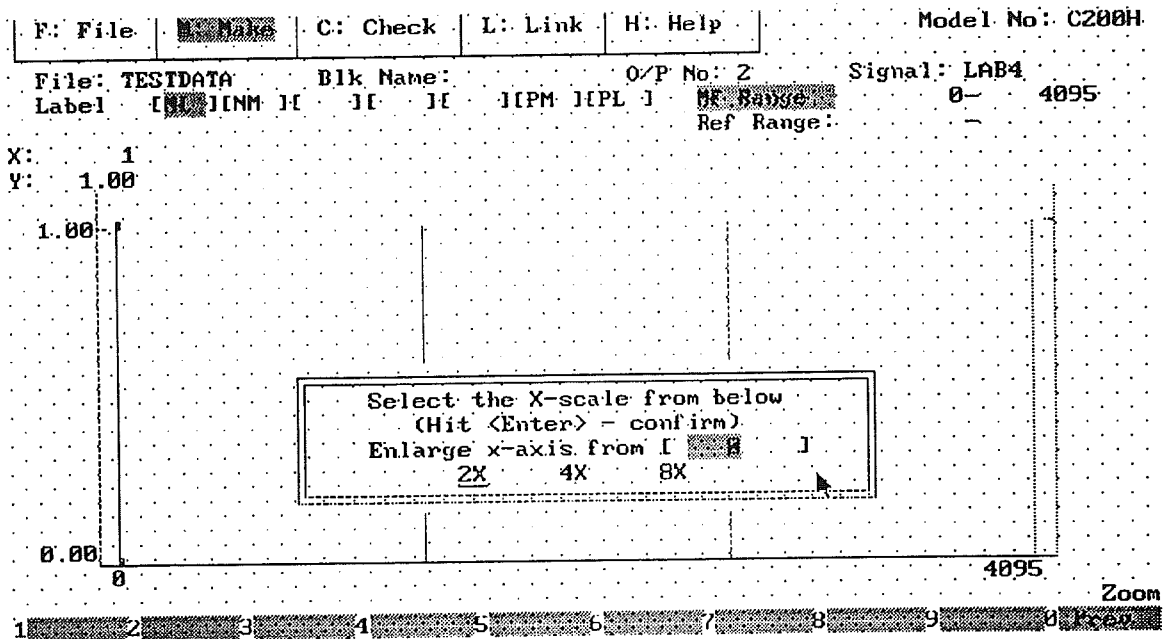 F: File M: Make C: Check L: Link H: Help Model No: C200H
File: TESTDATA Blk Name: O/P No: 2 Signal: LAB4
Label [NL ][NM ][ ][ ][ ][PM ][PL ] MF Range: 0- 4095
Ref Range: -
X: 1
Y: 1.00
1.00
Select the X-scale from below
(Hit <Enter> - confirm)
Enlarge x-axis from [ 0 ]
2X 4X 8X
0.00
0 4095
Zoom
1 2 3 4 5 6 7 8 9 0 Prev